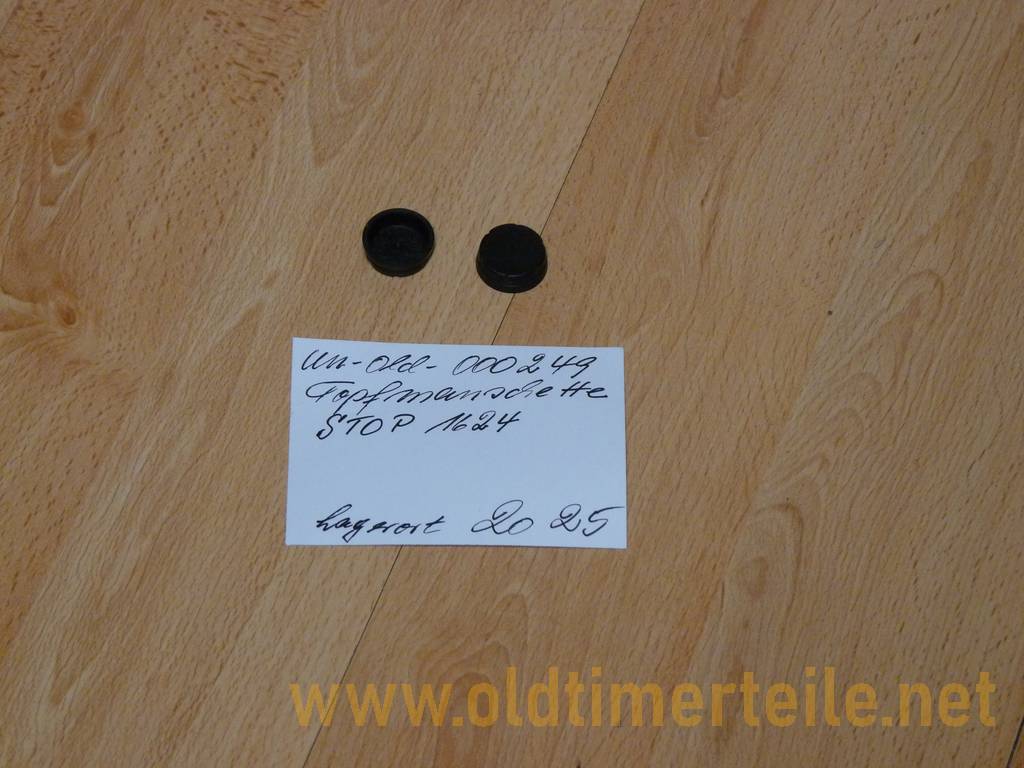 un-old-000249
Topfmanschette
STOP 1624
Lagerort 20 25
www.oldtimerteile.net